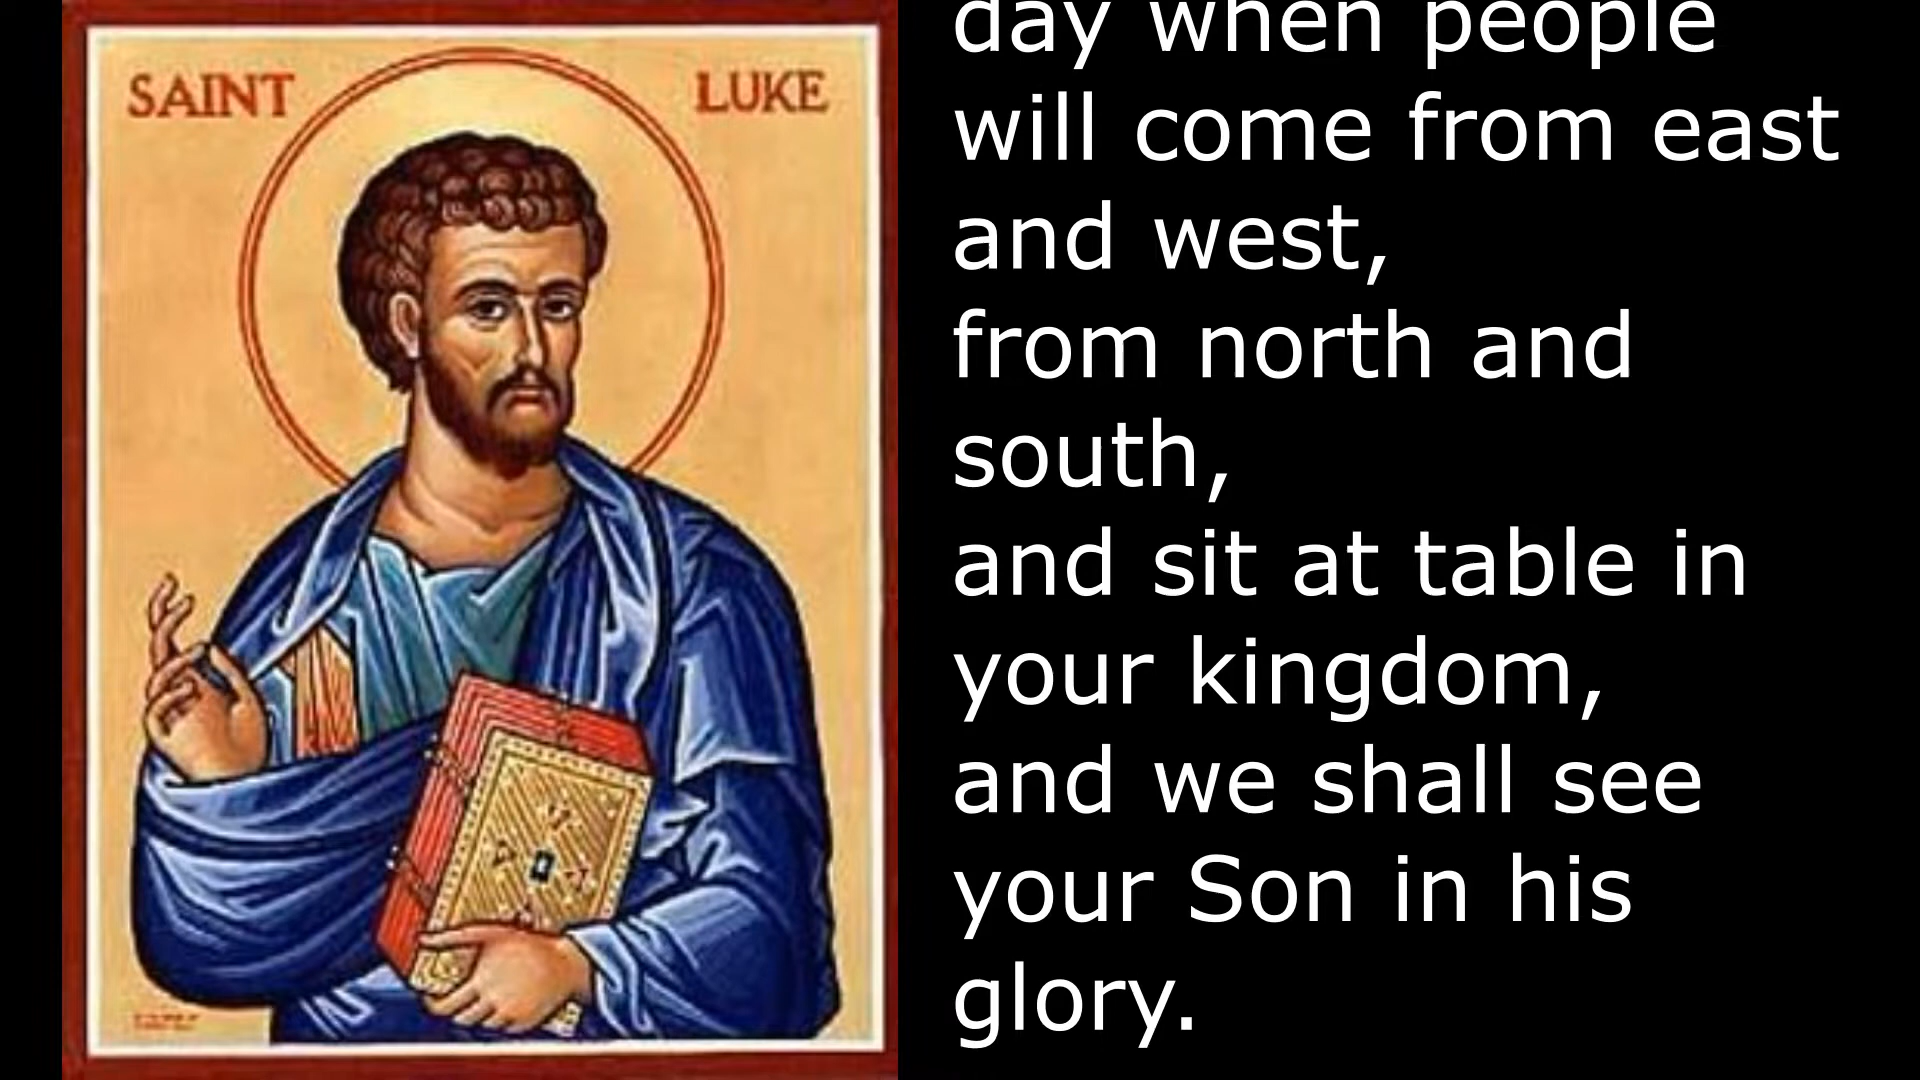 SAINT LUKE
day when people
will come from east
and west,
from north and
south,
and sit at table in
your kingdom,
and we shall see
your Son in his
glory.